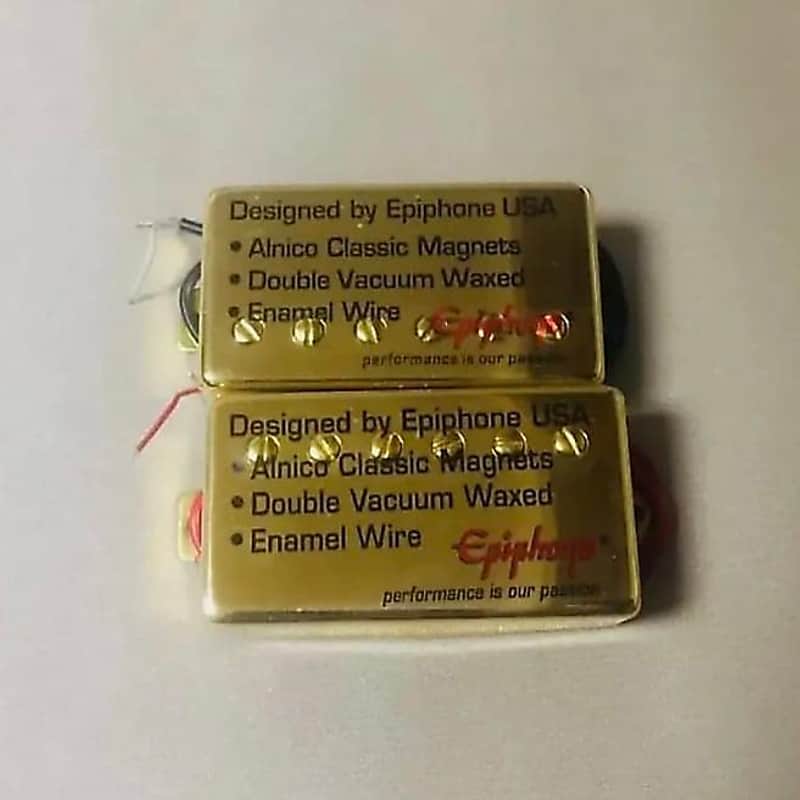 Designed by Epiphone USA
• Alnico Classic Magnets
• Double Vacuum Waxed
• Enamel Wire
Epiphone
performance is our passion
Designed by Epiphone USA
• Alnico Classic Magnets
• Double Vacuum Waxed
• Enamel Wire
Epiphone®
performance is our passion